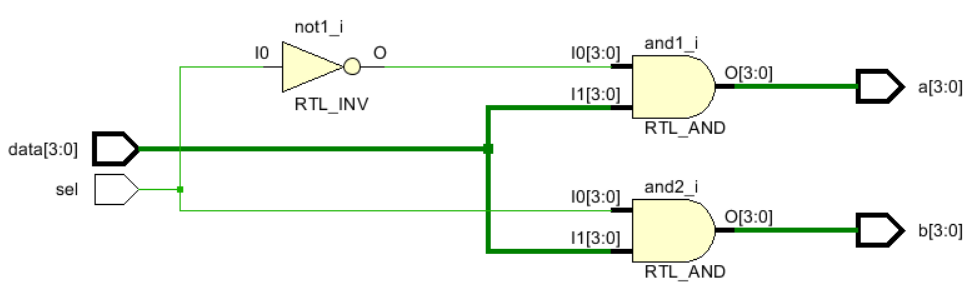 not1_i
I0
O
RTL_INV
and1_i
I0[3:0]
I1[3:0]
O[3:0]
RTL_AND
a[3:0]
data[3:0]
sel
and2_i
I0[3:0]
I1[3:0]
O[3:0]
RTL_AND
b[3:0]